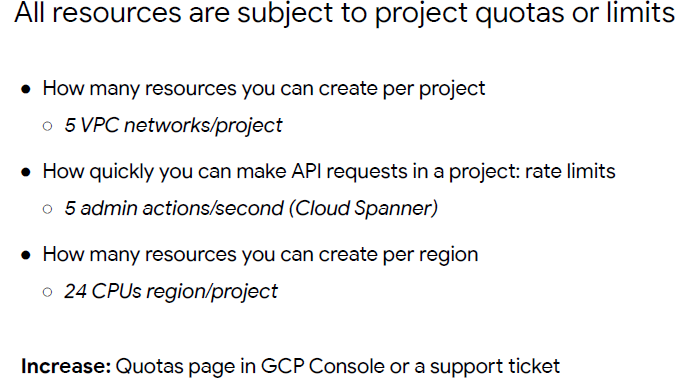 All resources are subject to project quotas or limits
● How many resources you can create per project
○ 5 VPC networks/project
● How quickly you can make API requests in a project: rate limits
○ 5 admin actions/second (Cloud Spanner)
● How many resources you can create per region
○ 24 CPUs region/project
Increase: Quotas page in GCP Console or a support ticket